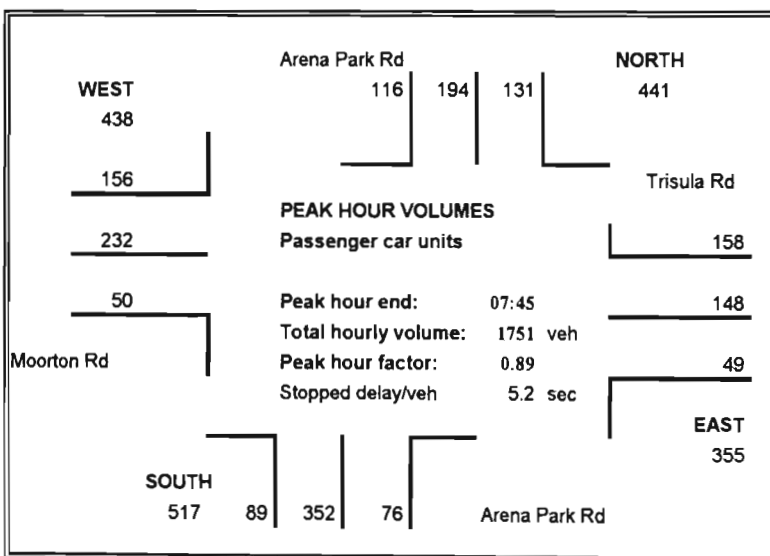 Arena Park Rd NORTH
WEST 116 194 131 441
438
156
Trisula Rd
PEAK HOUR VOLUMES
232 Passenger car units 158
50 Peak hour end: 07:45 148
Total hourly volume: 1751 veh
Moorton Rd Peak hour factor: 0.89 49
Stopped delay/veh 5.2 sec
EAST
355
SOUTH
517 89 352 76 Arena Park Rd